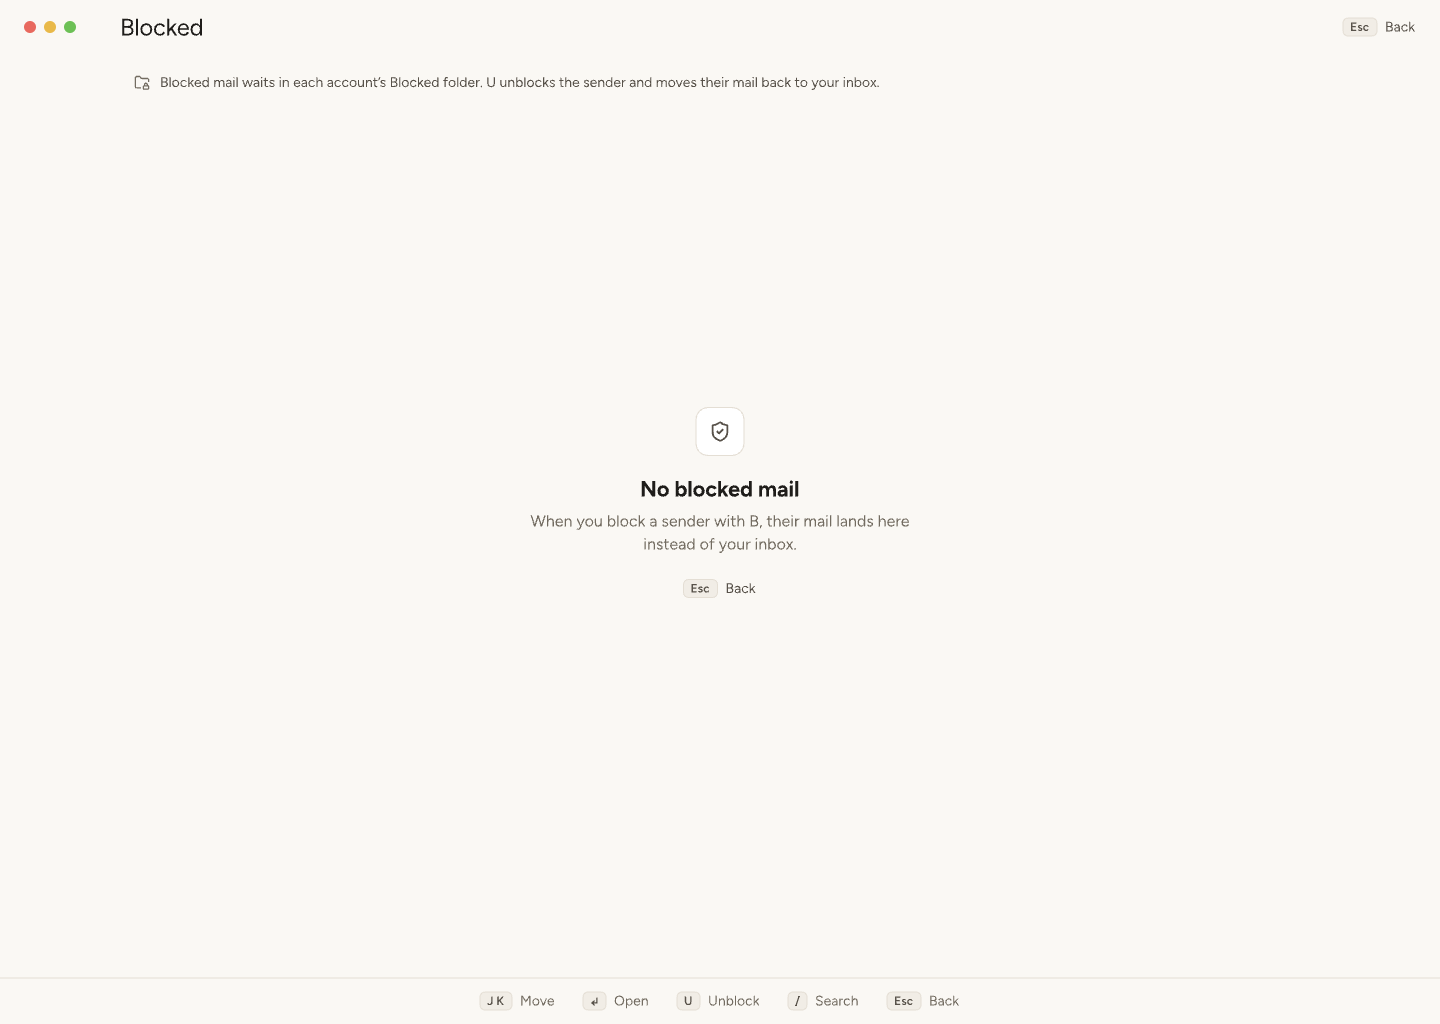 Blocked
Esc Back
Blocked mail waits in each account’s Blocked folder. U unblocks the sender and moves their mail back to your inbox.
No blocked mail
When you block a sender with B, their mail lands here
instead of your inbox.
Esc Back
J K Move ↲ Open U Unblock / Search Esc Back